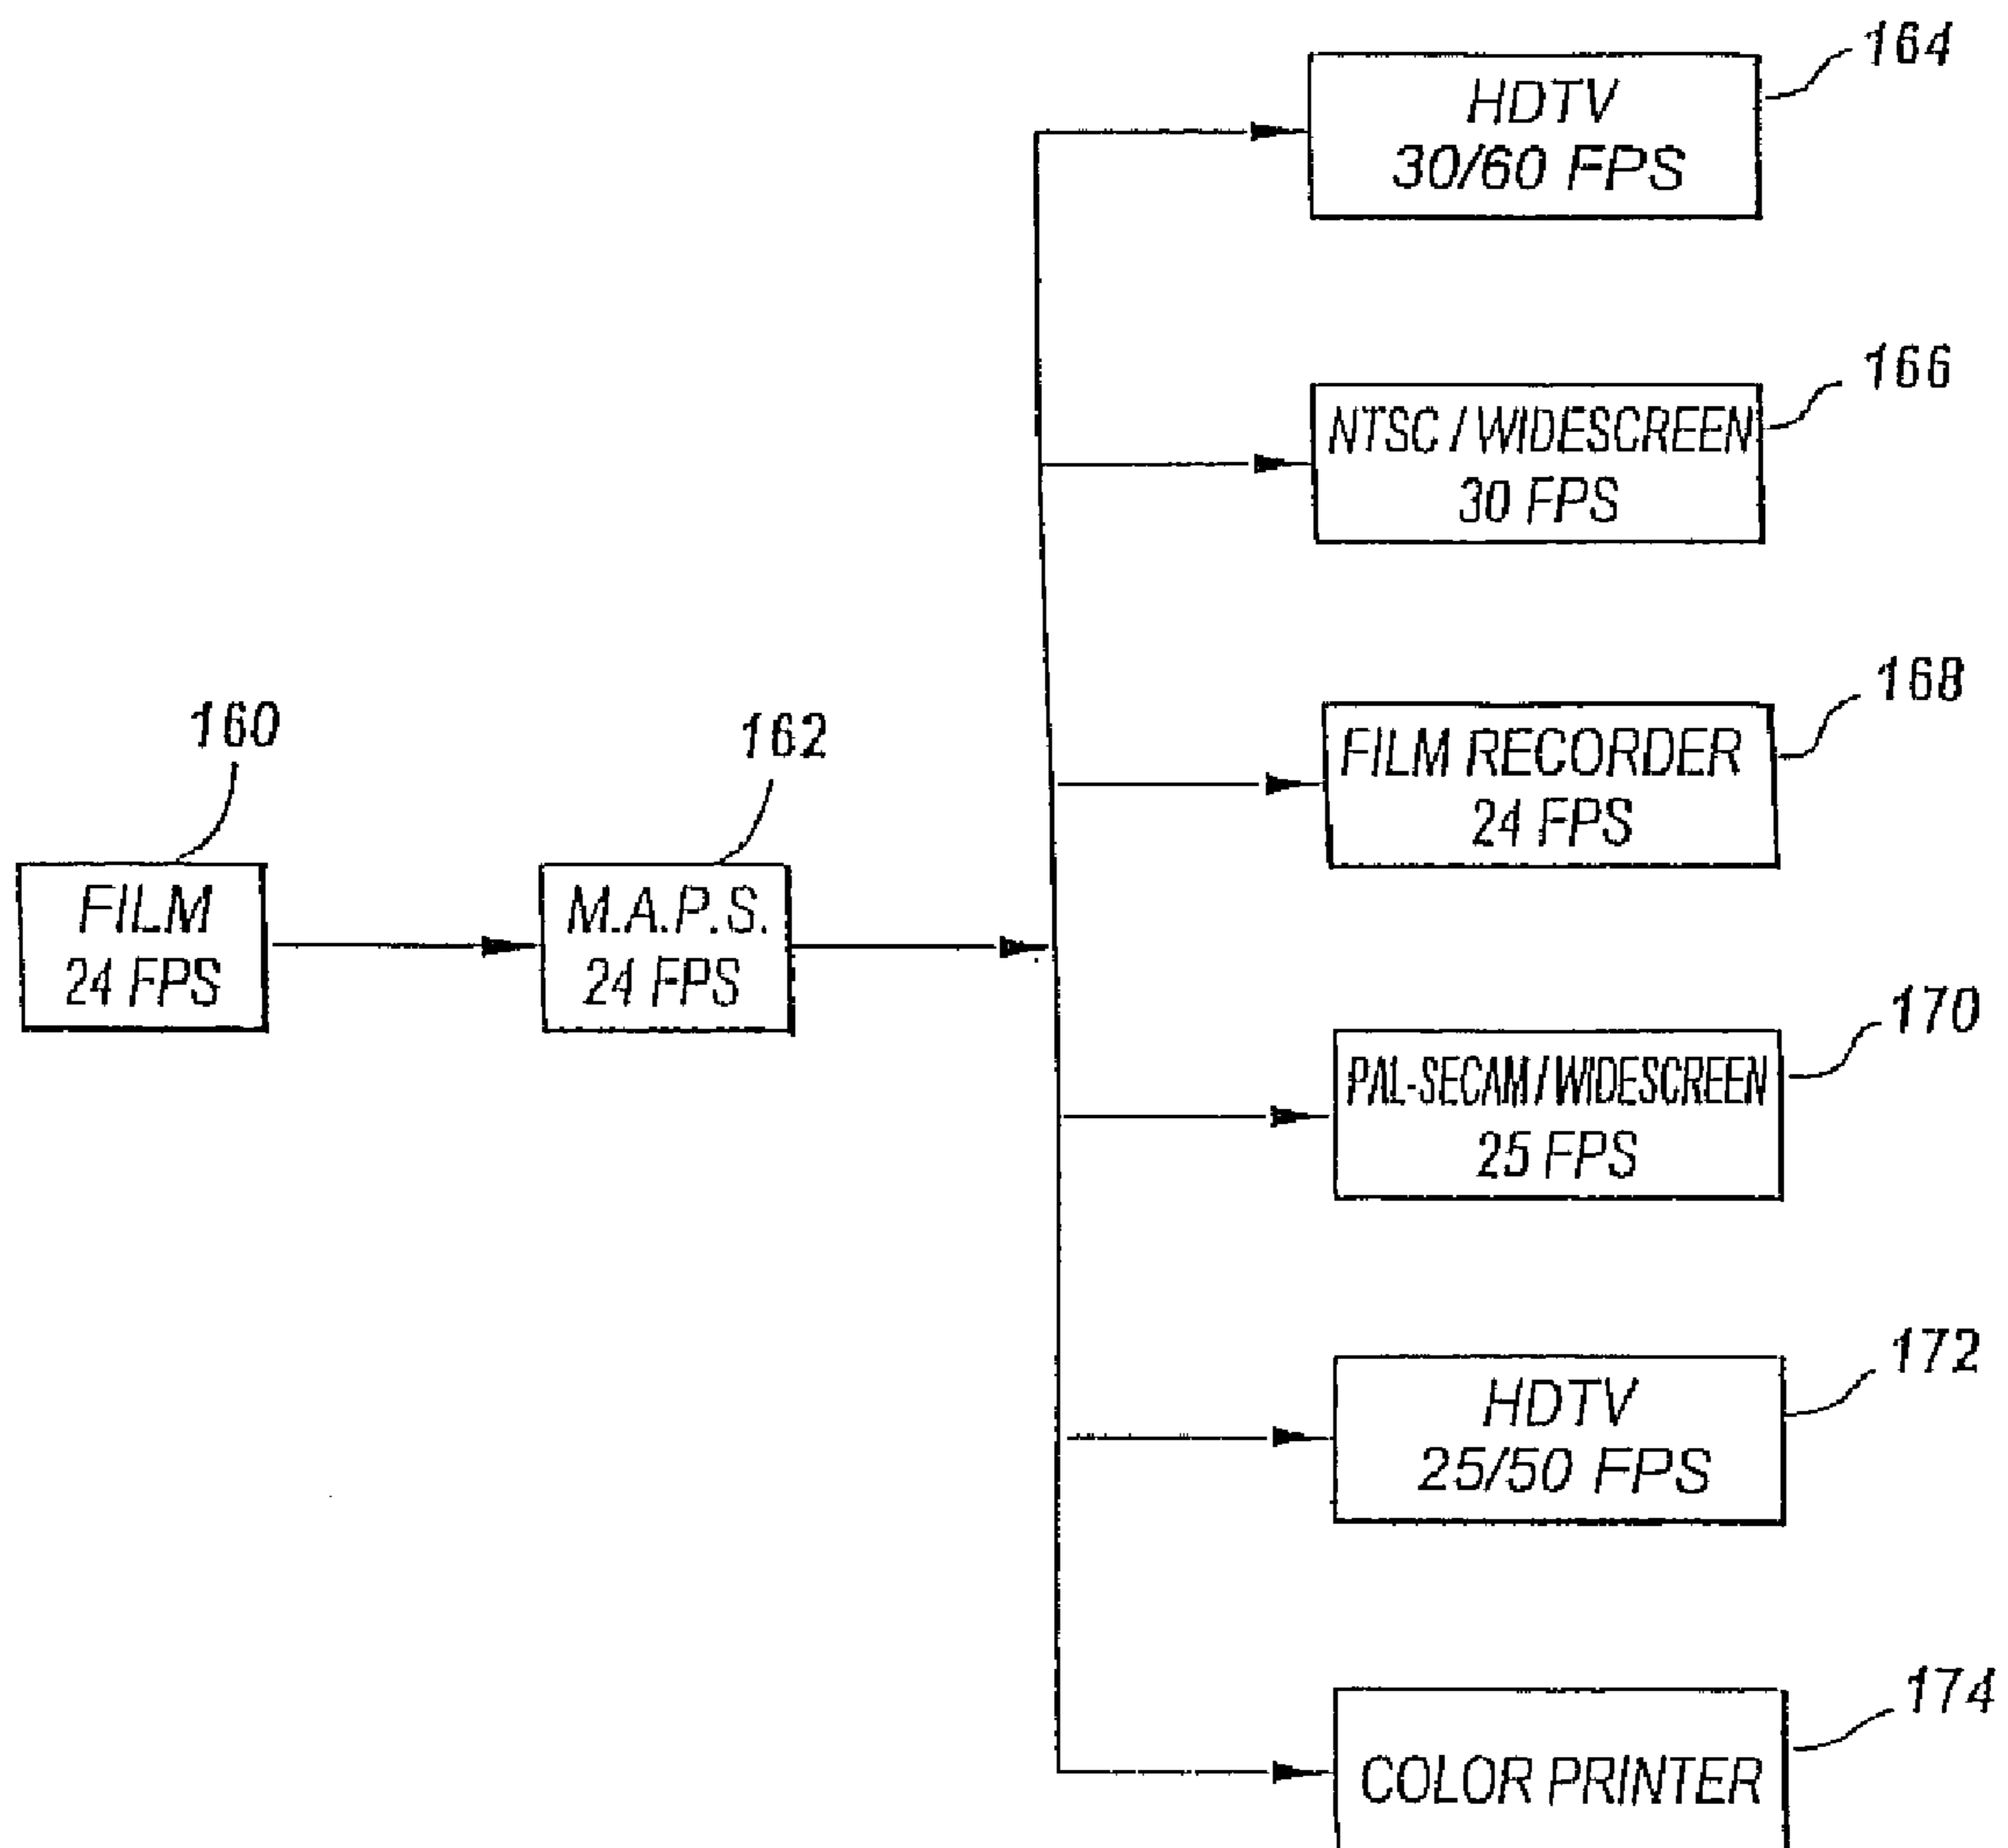 164
HDTV
30/60 FPS
166
NTSC / WIDESCREEN
30 FPS
168
FILM RECORDER
24 FPS
160
FILM
24 FPS
162
M.A.P.S.
24 FPS
170
PAL-SECAM / WIDESCREEN
25 FPS
172
HDTV
25/50 FPS
174
COLOR PRINTER